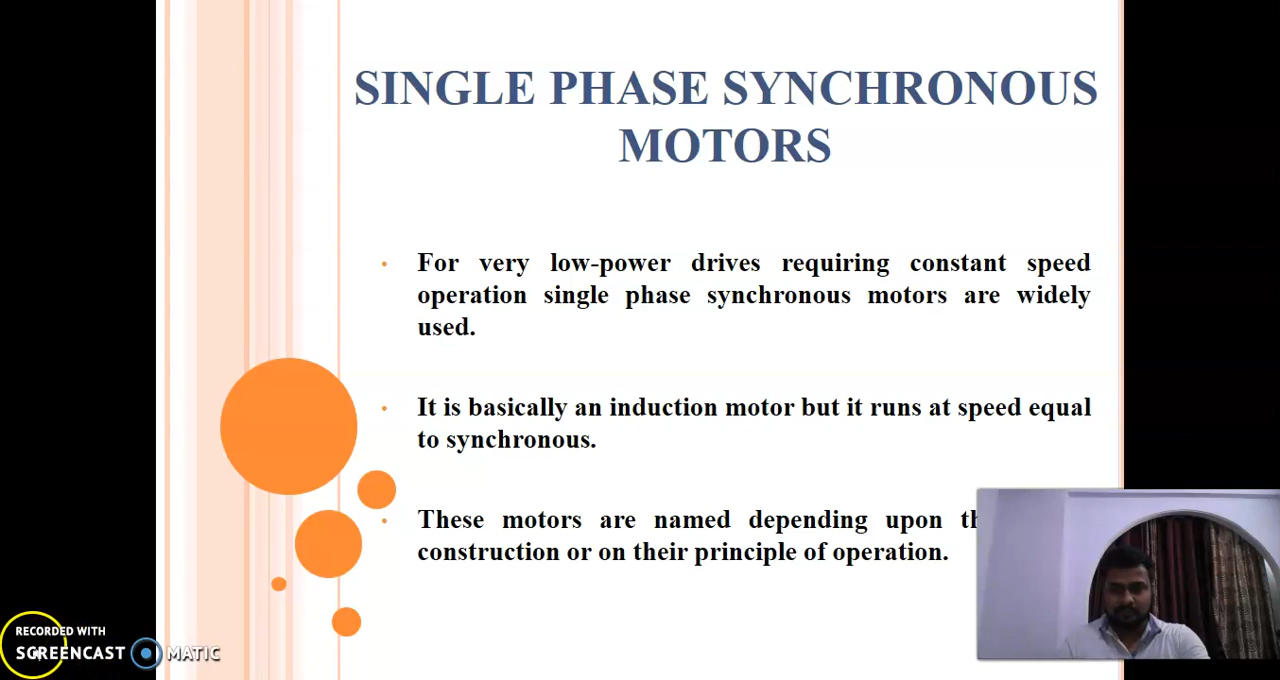 SINGLE PHASE SYNCHRONOUS
MOTORS
• For very low-power drives requiring constant speed
operation single phase synchronous motors are widely
used.
• It is basically an induction motor but it runs at speed equal
to synchronous.
• These motors are named depending upon
construction or on their principle of operation.
RECORDED WITH
SCREENCAST MATIC